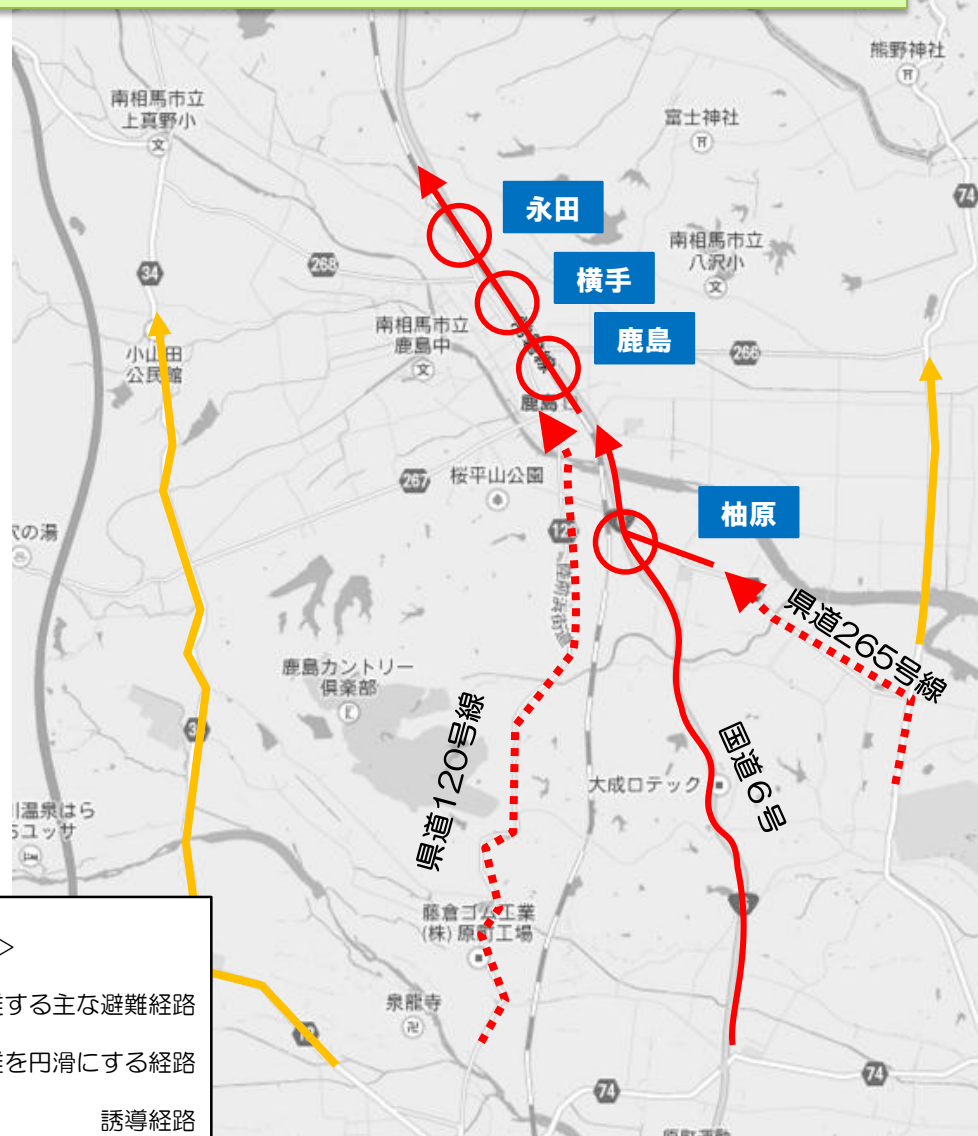 熊野神社
南相馬市立
上真野小
富士神社
永田
74
南相馬市立
八沢小
34
268
横手
南相馬市立
鹿島中
鹿島
266
小山田
公民館
鹿島
267
桜平山公園
柚原
の湯
県道265号線
鹿島カントリー
倶楽部
県道120号線
国道6号
大成ロテック
温泉はら
ユッサ
藤倉ゴム工業
(株)原町工場
>
する主な避難経路
を円滑にする経路
誘導経路
泉龍寺
74
74